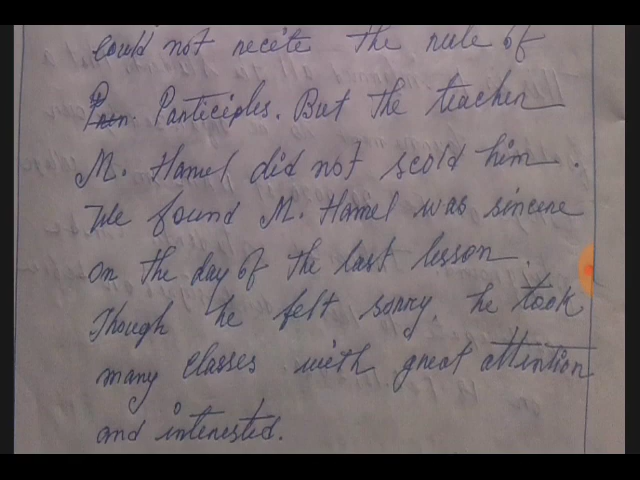 could not recite the rule of
Participles. But the teacher
M. Hamel did not scold him.
We found M. Hamel was sincere
on the day of the last lesson.
Though he felt sorry, he took
many classes with great attention
and interested.